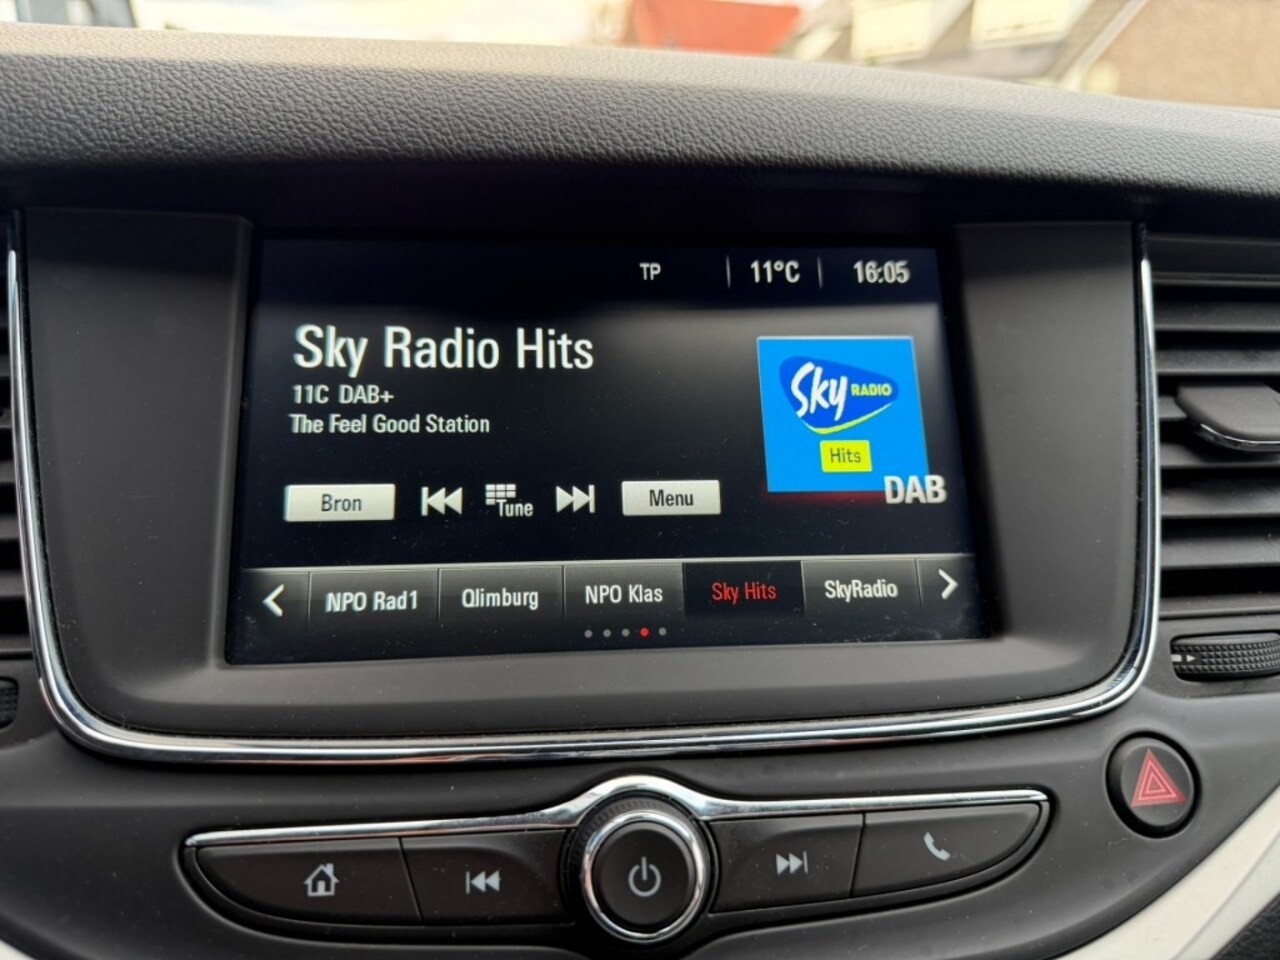 TP 11°C 16:05
Sky Radio Hits
11C DAB+
The Feel Good Station
Sky RADIO
Hits
DAB
Bron Tune Menu
NPO Rad1 Qlimburg NPO Klas Sky Hits SkyRadio